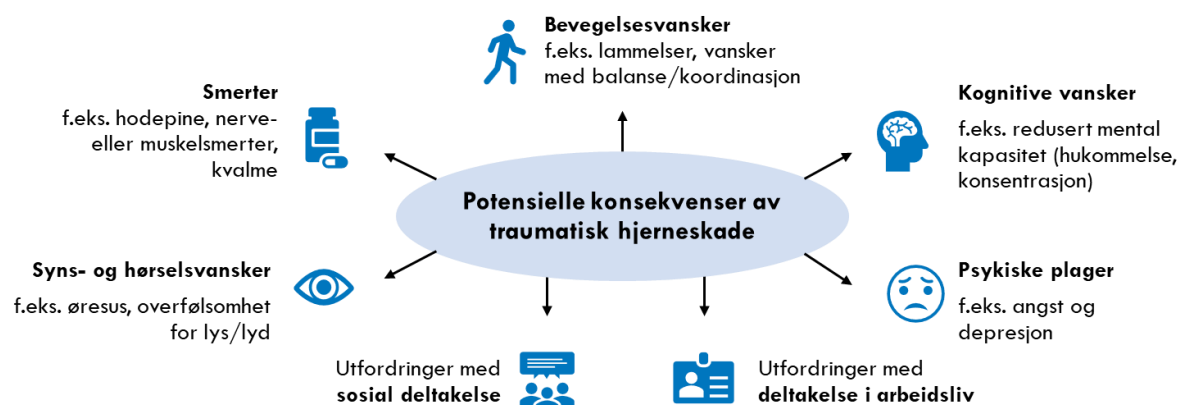 Bevegelsesvansker
f.eks. lammelser, vansker
med balanse/koordinasjon
Smerter
f.eks. hodepine, nerve-
eller muskelsmerter,
kvalme
Kognitive vansker
f.eks. redusert mental
kapasitet (hukommelse,
konsentrasjon)
Potensielle konsekvenser av
traumatisk hjerneskade
Syns- og hørselsvansker
f.eks. øresus, overfølsomhet
for lys/lyd
Psykiske plager
f.eks. angst og
depresjon
Utfordringer med
sosial deltakelse
Utfordringer med
deltakelse i arbeidsliv